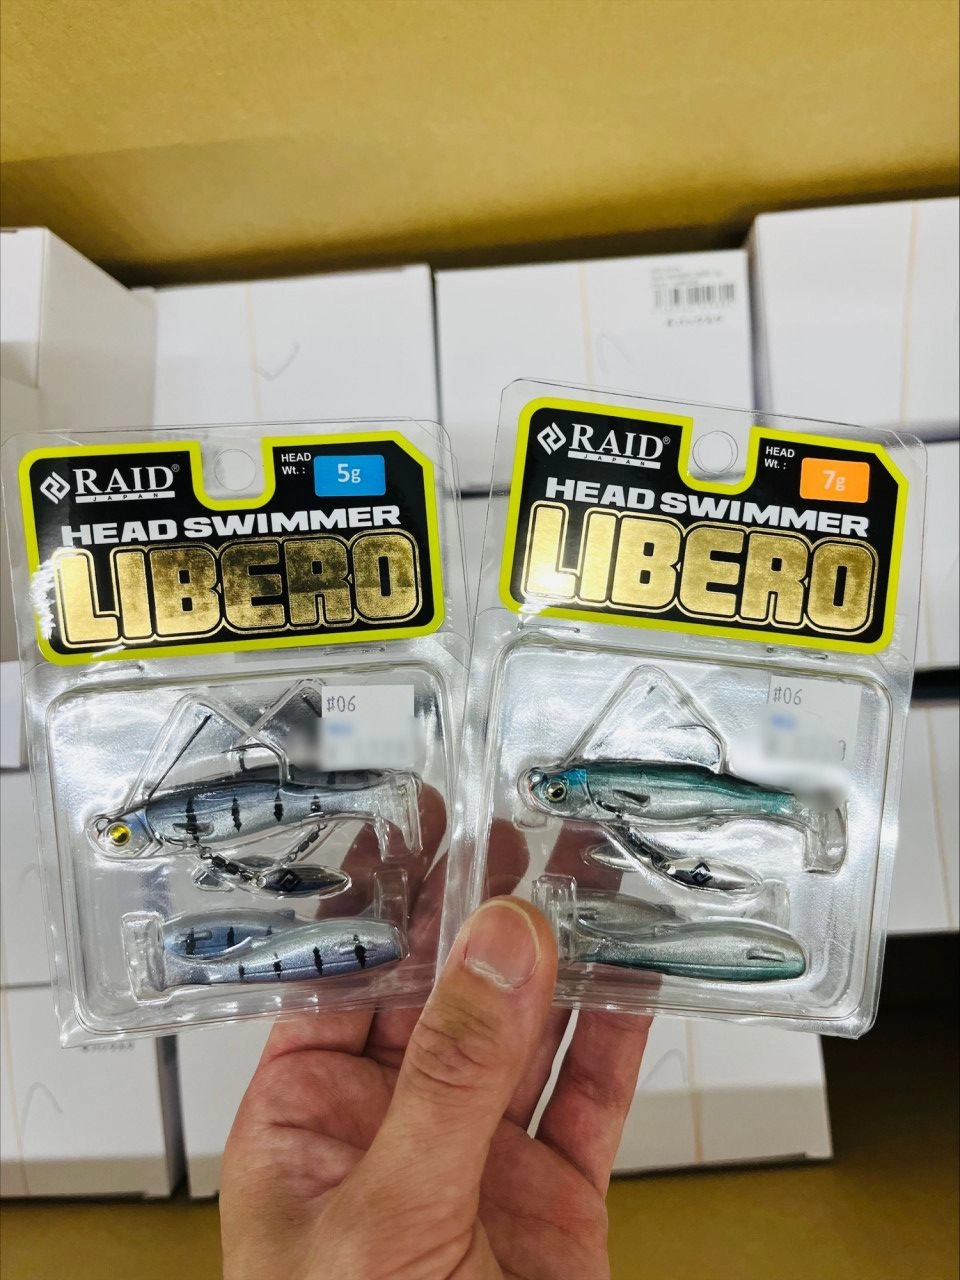 RAID®
JAPAN
HEAD
Wt. :
5g
HEAD SWIMMER
LIBERO
#06
RAID®
JAPAN
HEAD
Wt. :
7g
HEAD SWIMMER
LIBERO
#06